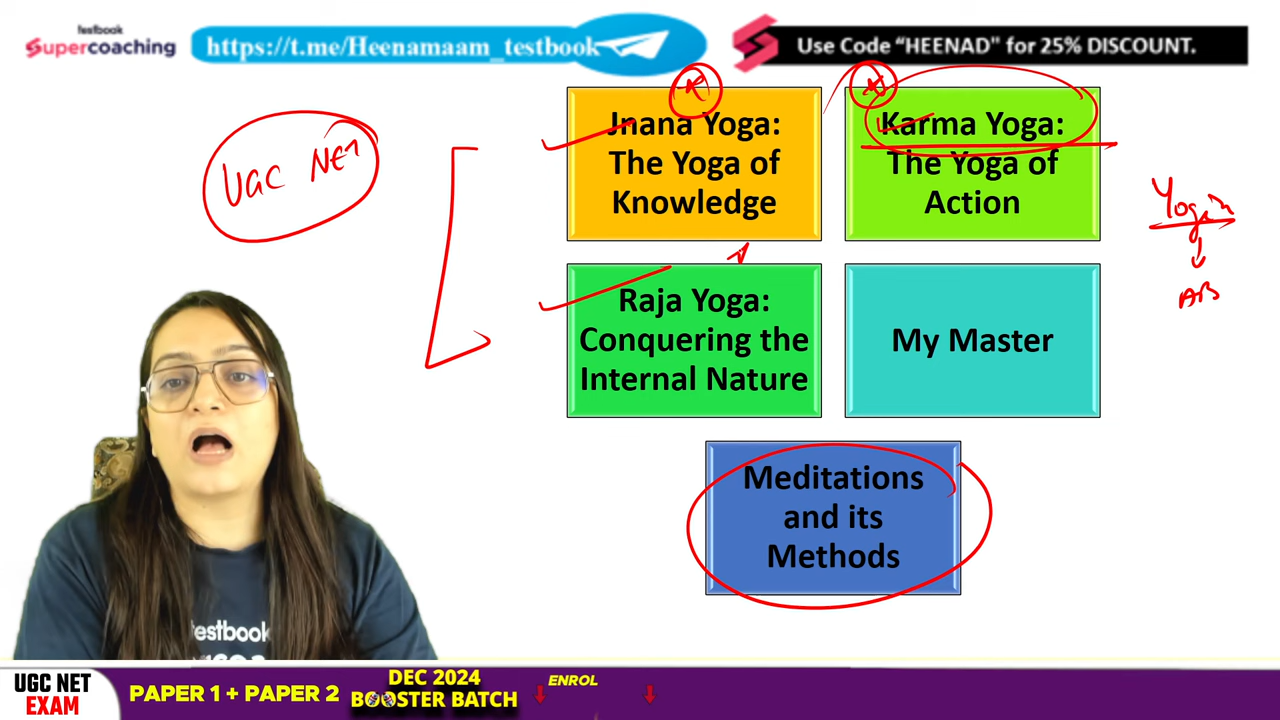 testbook
Supercoaching
https://t.me/Heenamaam_testbook
Use Code “HEENAD" for 25% DISCOUNT.
UGC NET
Jnana Yoga:
The Yoga of
Knowledge
Karma Yoga:
The Yoga of
Action
Raja Yoga:
Conquering the
Internal Nature
My Master
Meditations
and its
Methods
testbook
UGC NET
EXAM
PAPER 1 + PAPER 2
DEC 2024
BOOSTER BATCH
ENROL